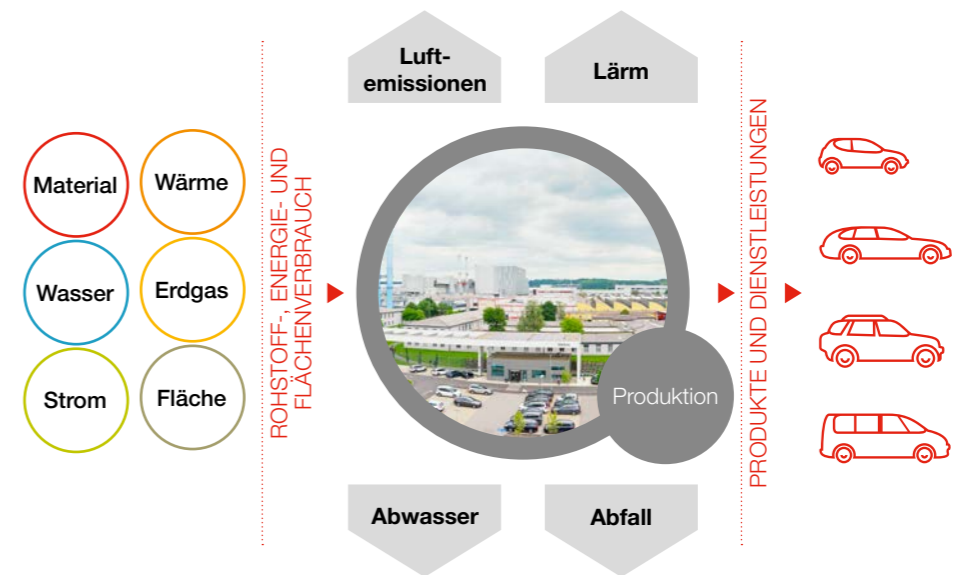 Luft-
emissionen
Lärm
Material
Wärme
Wasser
Erdgas
Strom
Fläche
ROHSTOFF-, ENERGIE- UND
FLÄCHENVERBRAUCH
Produktion
PRODUKTE UND DIENSTLEISTUNGEN
Abwasser
Abfall